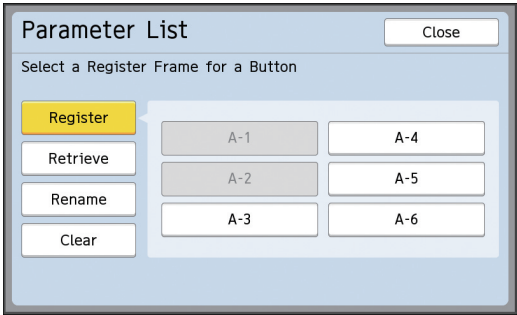 Parameter List
Close
Select a Register Frame for a Button
Register
Retrieve
Rename
Clear
A-1
A-4
A-2
A-5
A-3
A-6